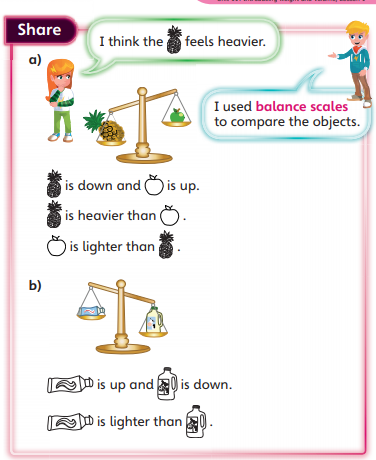 Share
I think the feels heavier.
a)
I used balance scales
to compare the objects.
is down and is up.
is heavier than .
is lighter than .
b)
is up and is down.
is lighter than .